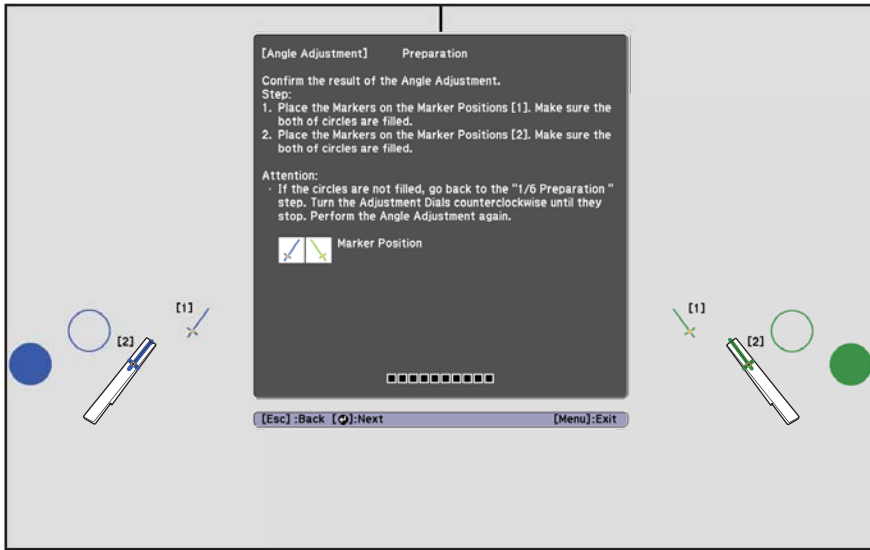 [Angle Adjustment] Preparation
Confirm the result of the Angle Adjustment.
Step:
1. Place the Markers on the Marker Positions [1]. Make sure the
both of circles are filled.
2. Place the Markers on the Marker Positions [2]. Make sure the
both of circles are filled.
Attention:
· If the circles are not filled, go back to the "1/6 Preparation "
step. Turn the Adjustment Dials counterclockwise until they
stop. Perform the Angle Adjustment again.
Marker Position
[1]
[2]
[1]
[2]
[Esc] :Back [↵]:Next [Menu]:Exit